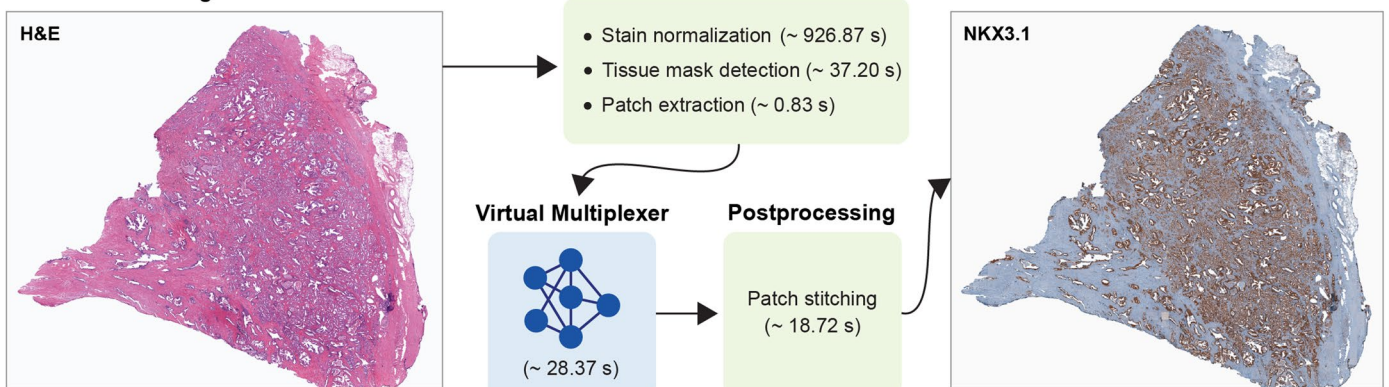 H&E
• Stain normalization (~ 926.87 s)
• Tissue mask detection (~ 37.20 s)
• Patch extraction (~ 0.83 s)
NKX3.1
Virtual Multiplexer
(~ 28.37 s)
Postprocessing
Patch stitching
(~ 18.72 s)